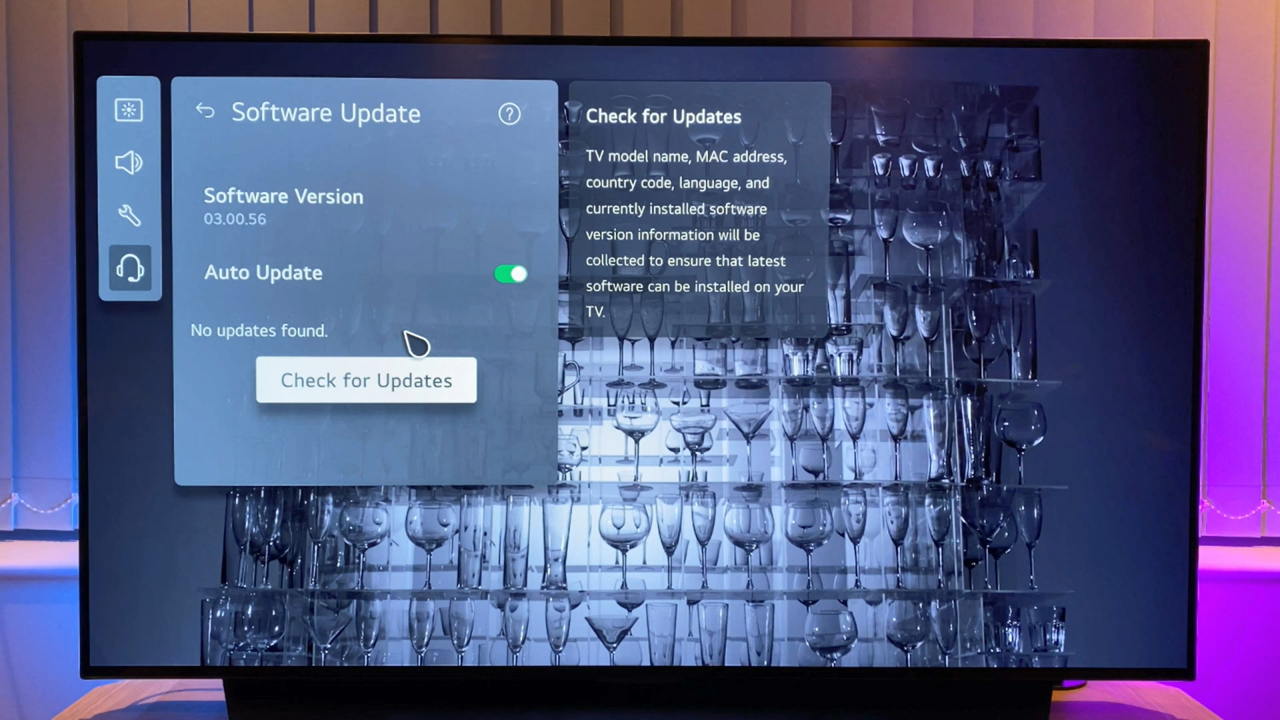 Software Update
?
Software Version
03.00.56
Auto Update
No updates found.
Check for Updates
Check for Updates
TV model name, MAC address,
country code, language, and
currently installed software
version information will be
collected to ensure that latest
software can be installed on your
TV.